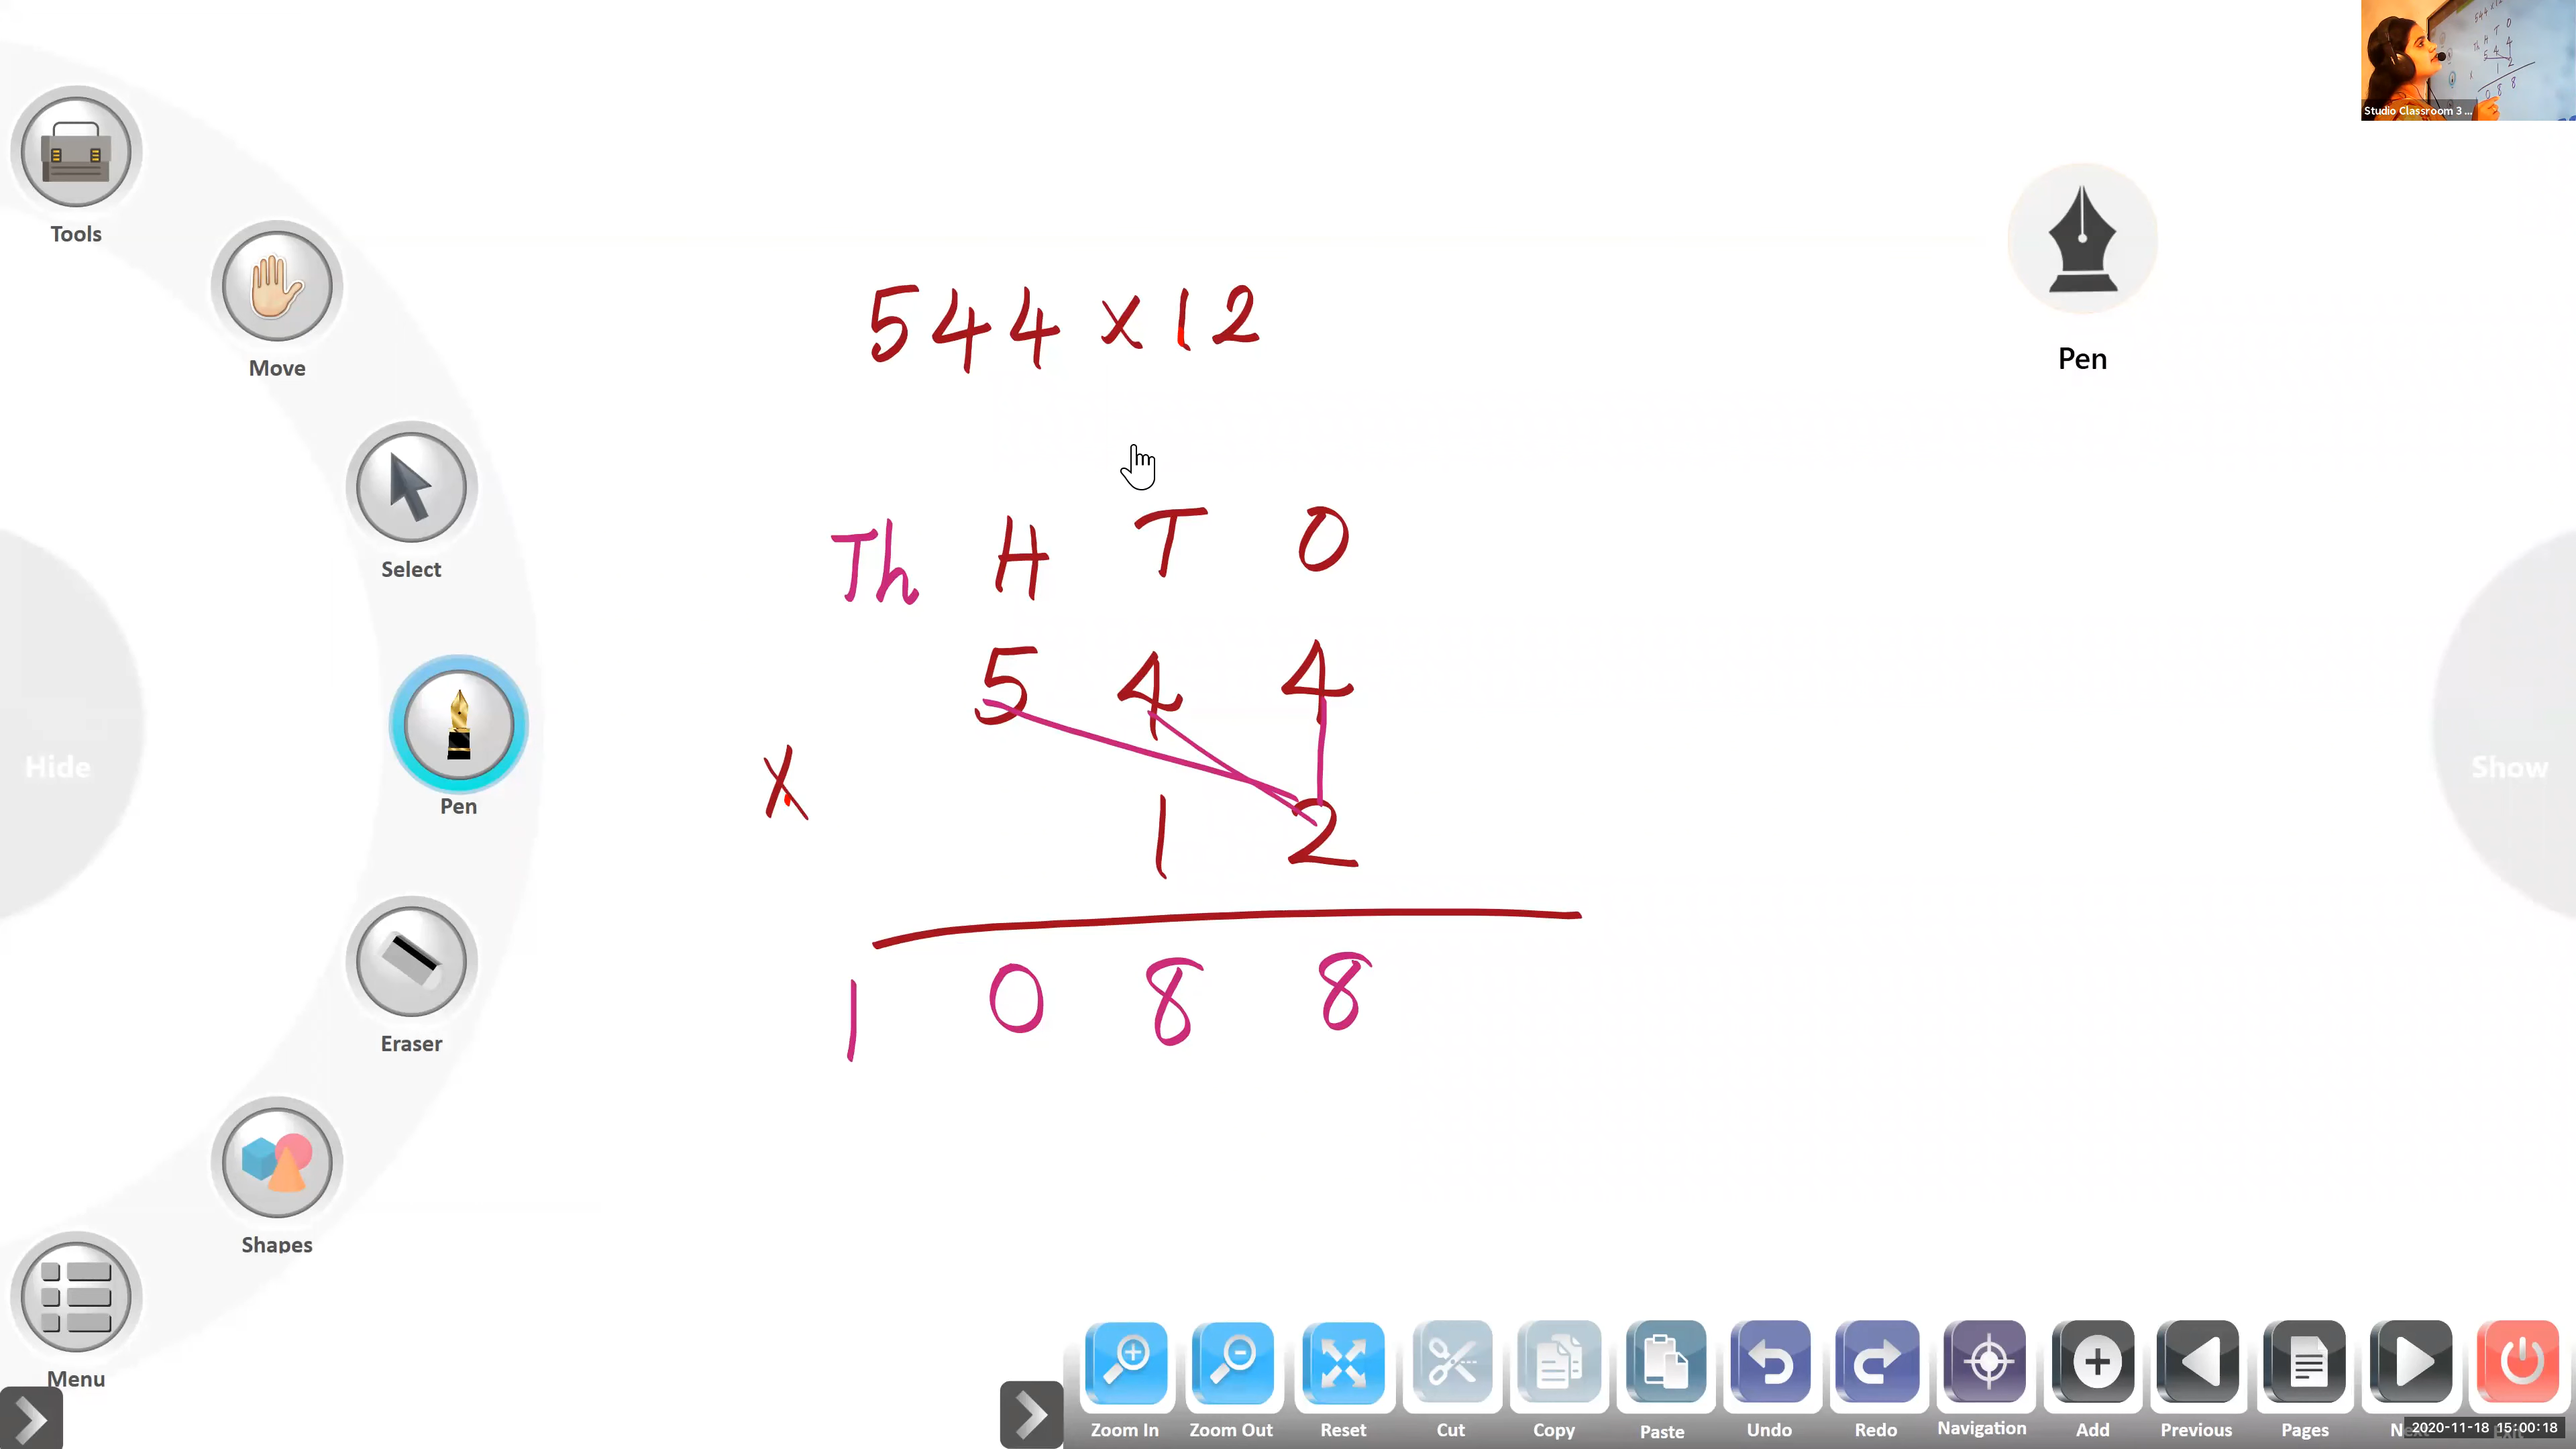 Studio Classroom 3 ...
Tools
Move
Select
Pen
Eraser
Shapes
Menu
Hide
Show
Pen
544 x 12
Th H T O
5 4 4
x 1 2
1 0 8 8
Zoom In Zoom Out Reset Cut Copy Paste Undo Redo Navigation Add Previous Pages
2020-11-18 15:00:18